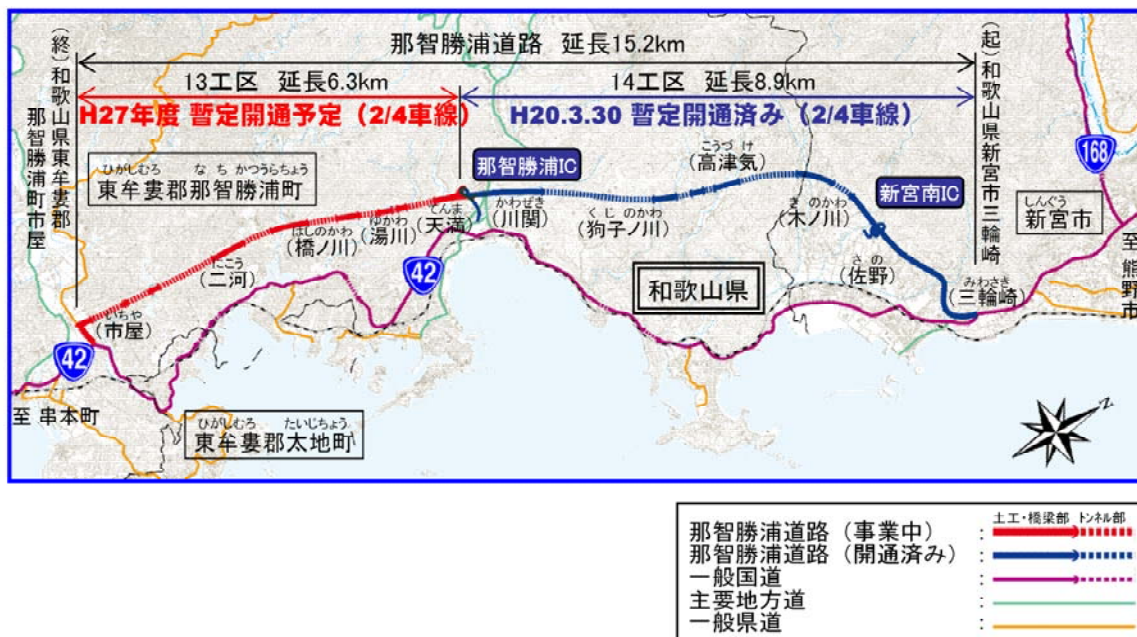 那智勝浦道路 延長15.2km
13工区 延長6.3km
14工区 延長8.9km
H27年度 暫定開通予定（2/4車線）
H20.3.30 暫定開通済み（2/4車線）
（終）和歌山県東牟婁郡
那智勝浦町市屋
（起）和歌山県新宮市三輪崎
ひがしむろ なちかつうらちょう
東牟婁郡那智勝浦町
那智勝浦IC
こうづけ
（高津気）
新宮南IC
168
しんぐう
新宮市
至 熊野市
てんま
（天満）
かわぜき
（川関）
ゆかわ
（湯川）
くじのかわ
（狗子ノ川）
きのかわ
（木ノ川）
はしのかわ
（橋ノ川）
にこう
（二河）
42
和歌山県
さの
（佐野）
みわさき
（三輪崎）
いちや
（市屋）
42
至 串本町
ひがしむろ たいじちょう
東牟婁郡太地町
Z
土工・橋梁部 トンネル部
那智勝浦道路（事業中） ：
那智勝浦道路（開通済み） ：
一般国道 ：
主要地方道 ：
一般県道 ：